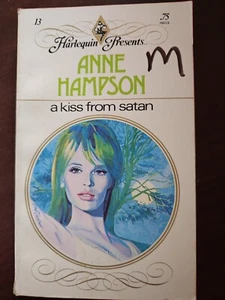 13
.75
Harlequin Presents
M
ANNE
HAMPSON
a kiss from satan